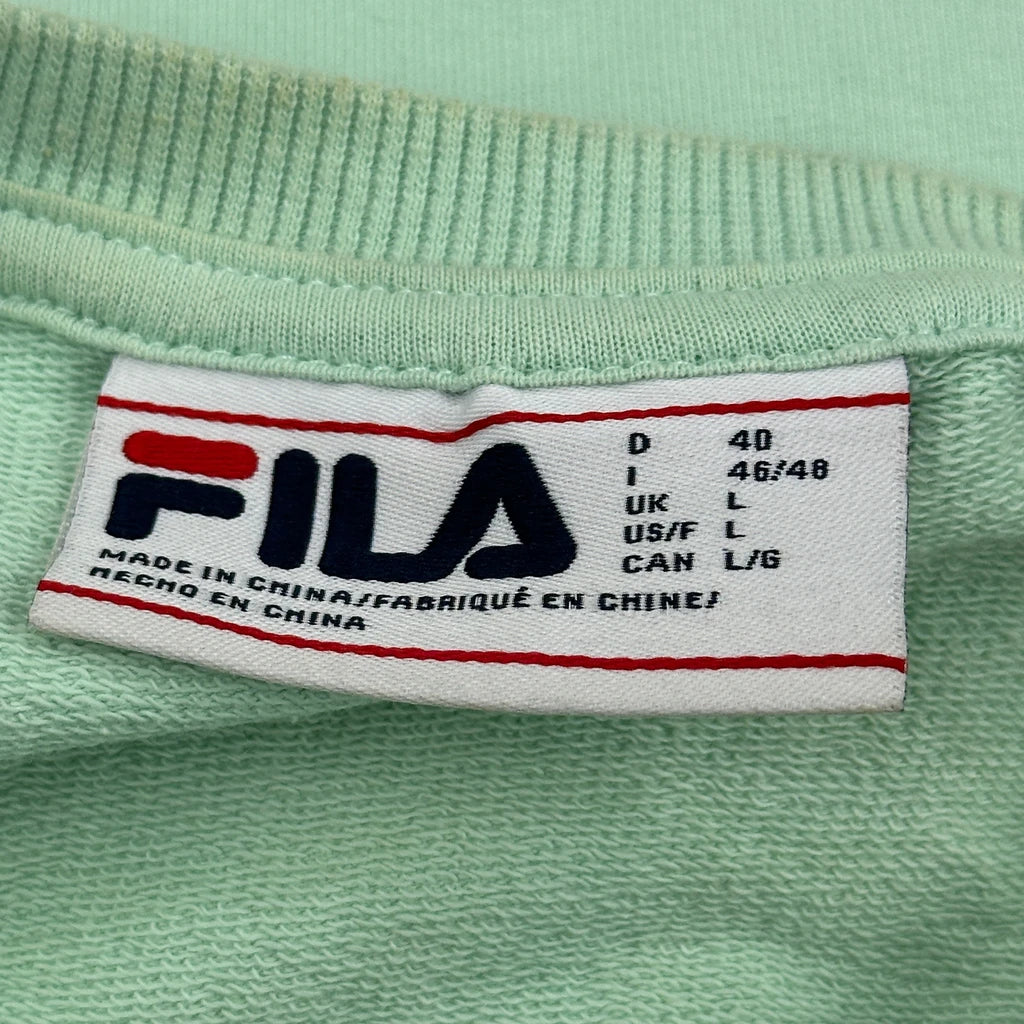 FILA
D 40
I 46/48
UK L
US/F L
CAN L/G
MADE IN CHINA/FABRIQUÉ EN CHINE/
HECHO EN CHINA